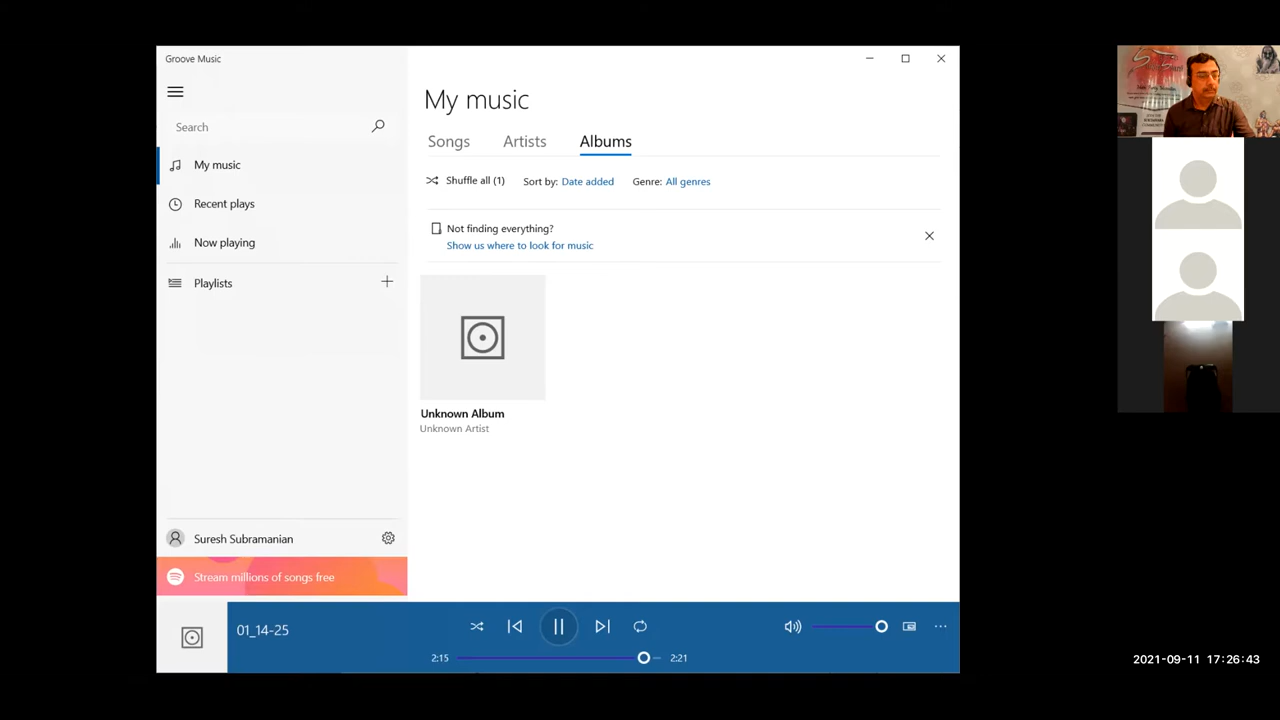 Groove Music
Search
My music
Recent plays
Now playing
Playlists
Suresh Subramanian
Stream millions of songs free
My music
Songs Artists Albums
Shuffle all (1) Sort by: Date added Genre: All genres
Not finding everything?
Show us where to look for music
Unknown Album
Unknown Artist
01_14-25
2:15 2:21
2021-09-11 17:26:43